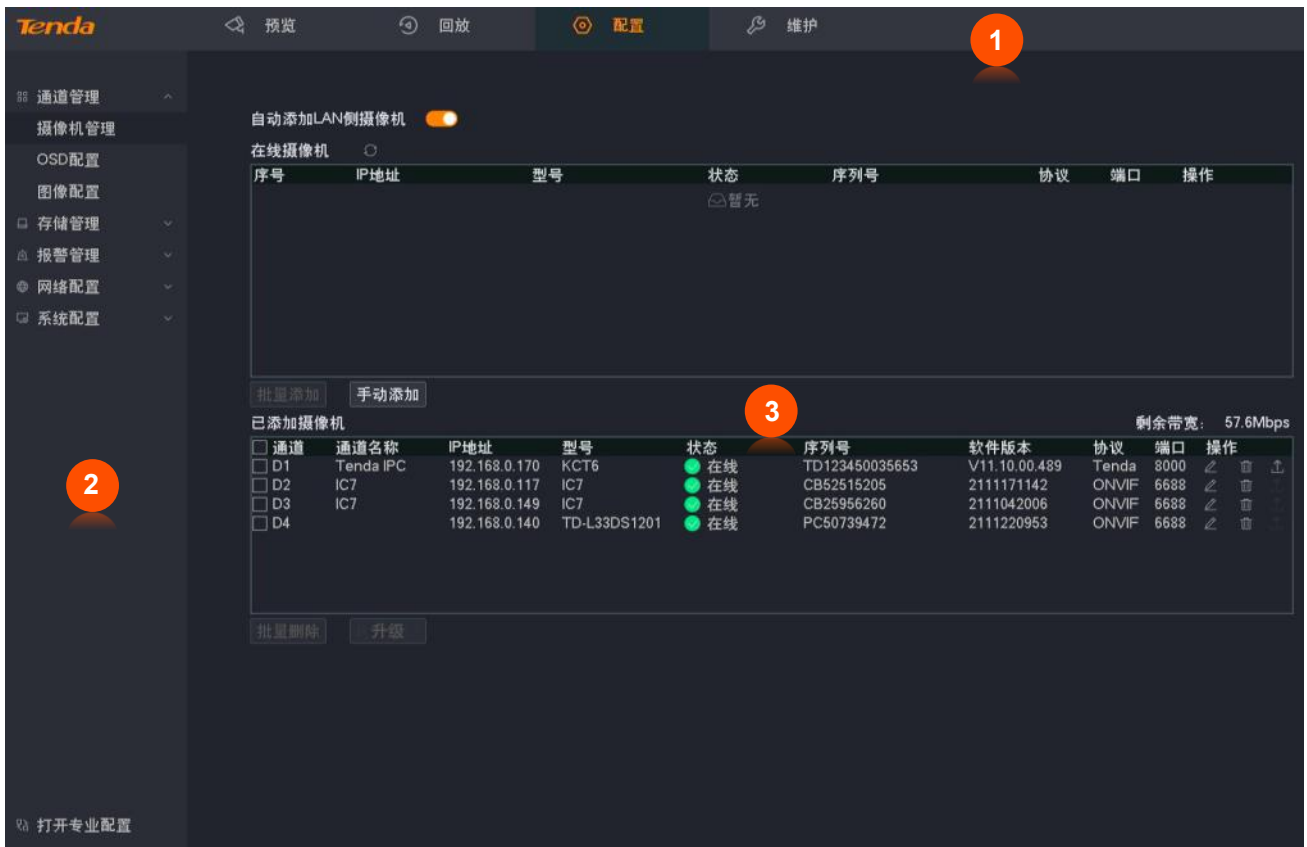 Tenda 预览 回放 配置 维护
1
通道管理
摄像机管理
OSD配置
图像配置
存储管理
报警管理
网络配置
系统配置
2
打开专业配置
自动添加LAN侧摄像机
在线摄像机
序号 IP地址 型号 状态 序列号 协议 端口 操作
暂无
批量添加 手动添加
3
已添加摄像机 剩余带宽: 57.6Mbps
通道 通道名称 IP地址 型号 状态 序列号 软件版本 协议 端口 操作
D1 Tenda IPC 192.168.0.170 KCT6 在线 TD123450035653 V11.10.00.489 Tenda 8000
D2 IC7 192.168.0.117 IC7 在线 CB52515205 2111171142 ONVIF 6688
D3 IC7 192.168.0.149 IC7 在线 CB25956260 2111042006 ONVIF 6688
D4 192.168.0.140 TD-L33DS1201 在线 PC50739472 2111220953 ONVIF 6688
批量删除 升级